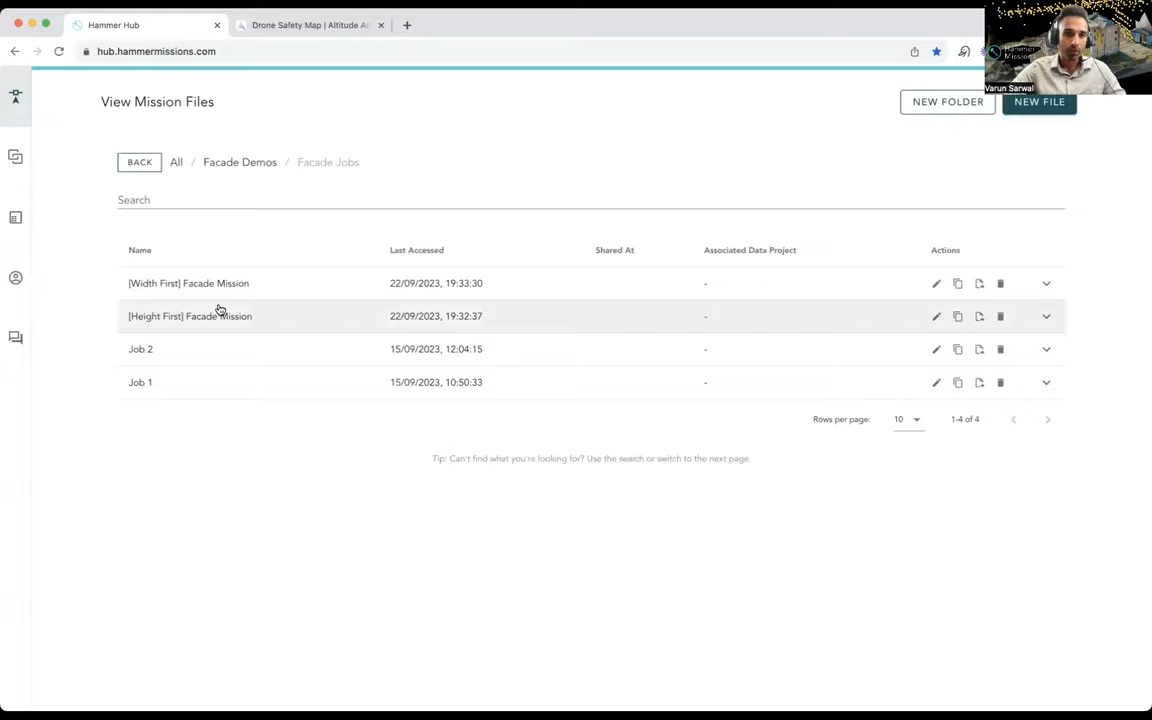 Hammer Hub
Drone Safety Map | Altitude An
hub.hammermissions.com
Hammer Missions
Varun Sarwal
View Mission Files
NEW FOLDER
NEW FILE
BACK All / Facade Demos / Facade Jobs
Search
Name Last Accessed Shared At Associated Data Project Actions
[Width First] Facade Mission 22/09/2023, 19:33:30 -
[Height First] Facade Mission 22/09/2023, 19:32:37 -
Job 2 15/09/2023, 12:04:15 -
Job 1 15/09/2023, 10:50:33 -
Rows per page: 10 1-4 of 4
Tip: Can't find what you're looking for? Use the search or switch to the next page.